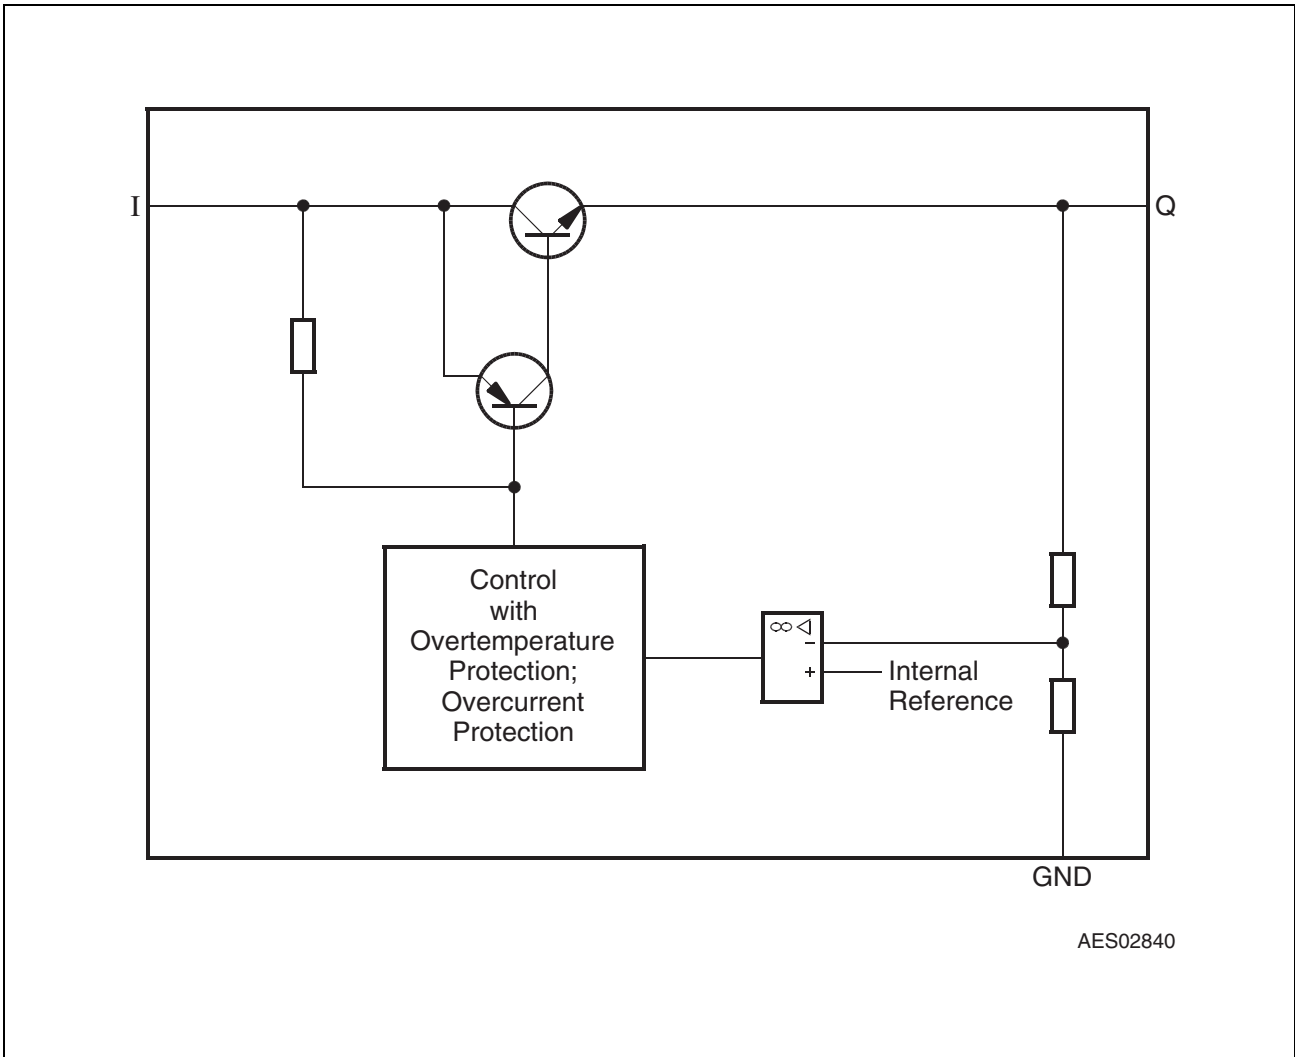 I
Q
Control
with
Overtemperature
Protection;
Overcurrent
Protection
∞ ◁
−
+
Internal
Reference
GND
AES02840